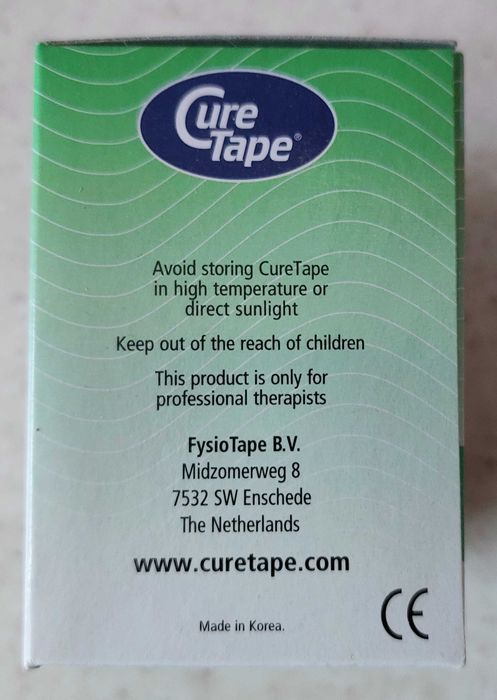 Cure
Tape®
Avoid storing CureTape
in high temperature or
direct sunlight
Keep out of the reach of children
This product is only for
professional therapists
FysioTape B.V.
Midzomerweg 8
7532 SW Enschede
The Netherlands
www.curetape.com
Made in Korea.
CE